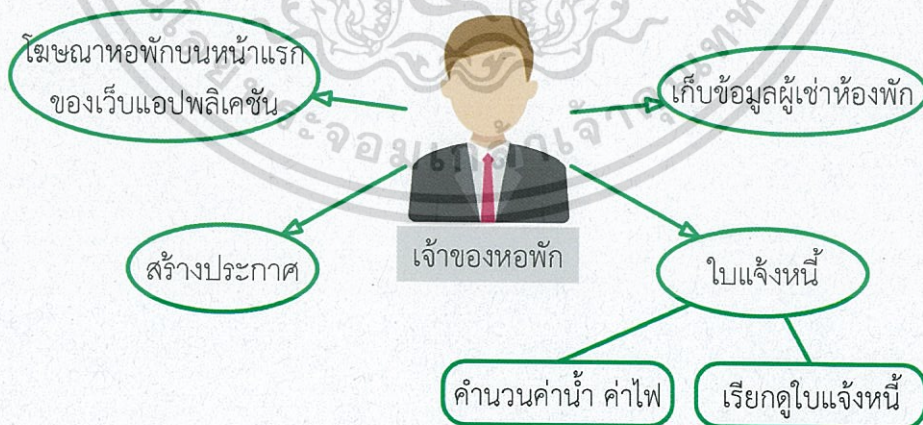 โฆษณาหอพักบนหน้าแรก
ของเว็บแอปพลิเคชัน
เก็บข้อมูลผู้เช่าห้องพัก
สร้างประกาศ
เจ้าของหอพัก
ใบแจ้งหนี้
คำนวนค่าน้ำ ค่าไฟ
เรียกดูใบแจ้งหนี้